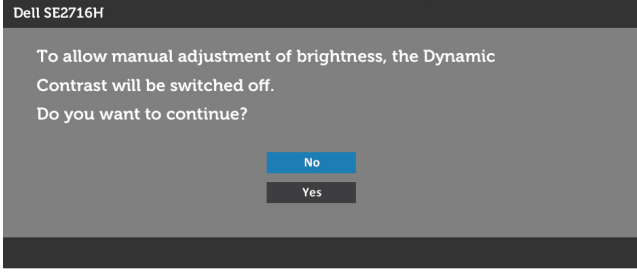 Dell SE2716H
To allow manual adjustment of brightness, the Dynamic
Contrast will be switched off.
Do you want to continue?
No
Yes